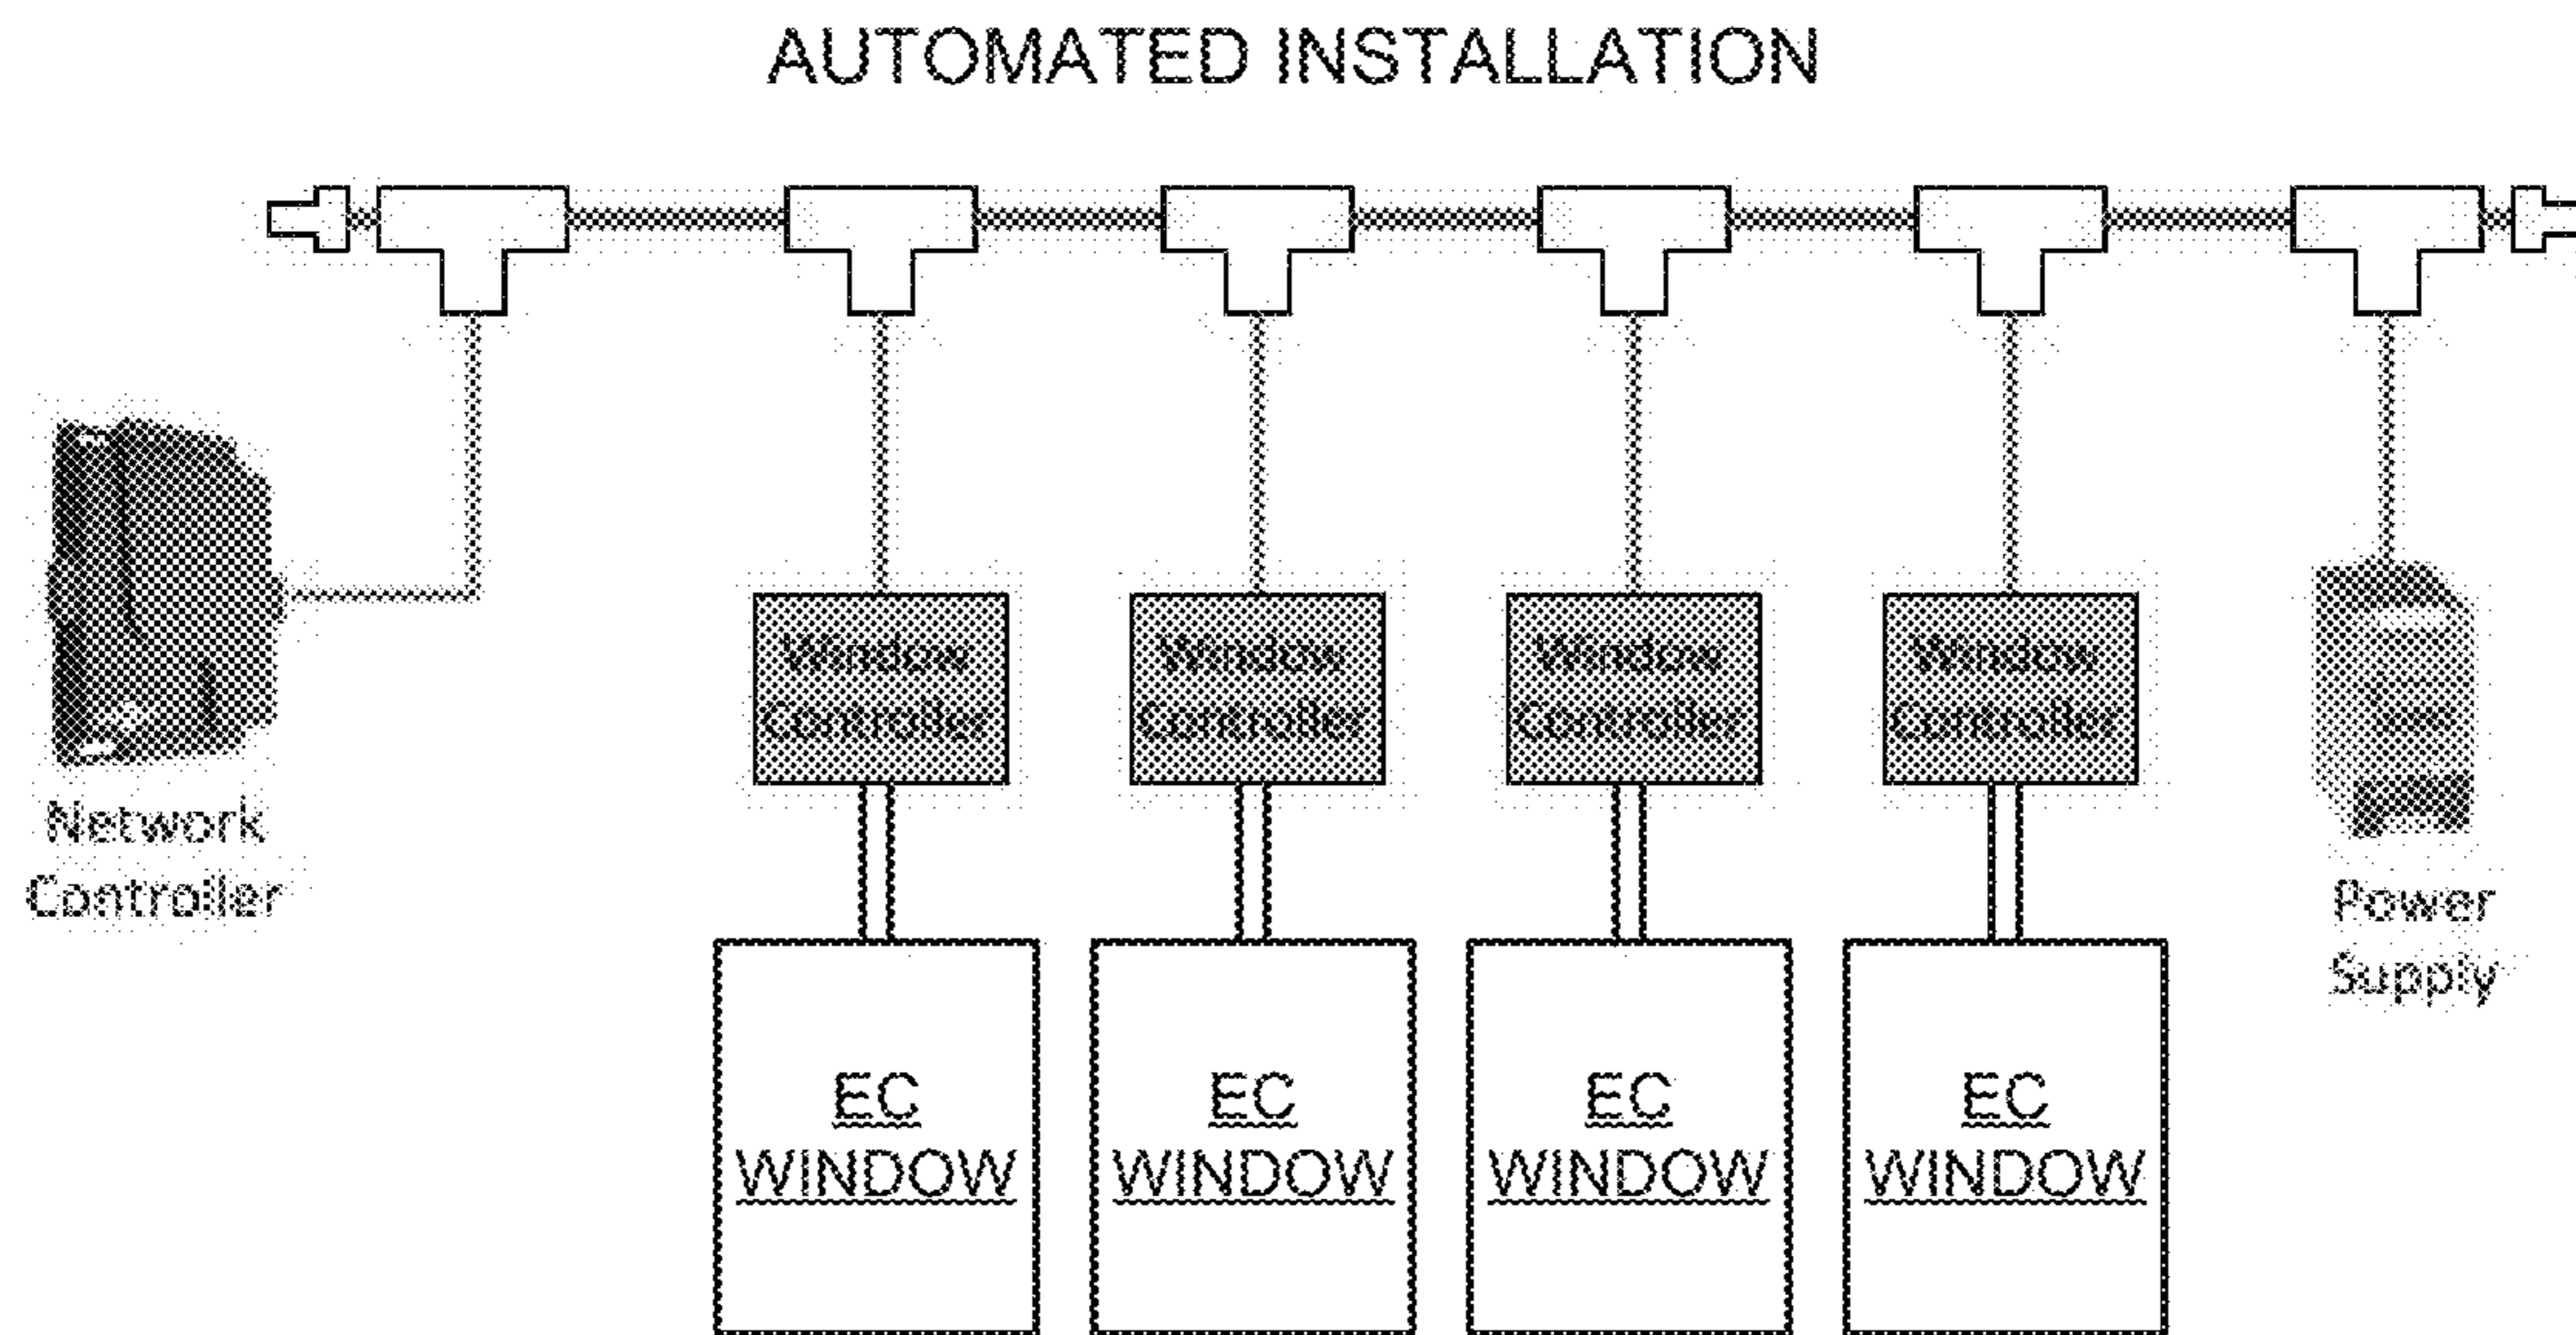 AUTOMATED INSTALLATION
Network
Controller
Window
Controller
Window
Controller
Window
Controller
Window
Controller
Power
Supply
EC
WINDOW
EC
WINDOW
EC
WINDOW
EC
WINDOW